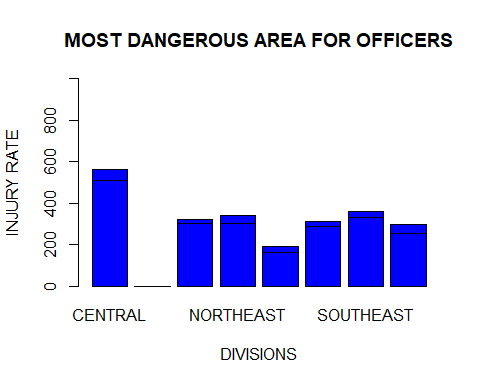 MOST DANGEROUS AREA FOR OFFICERS
INJURY RATE
800
600
400
200
0
CENTRAL NORTHEAST SOUTHEAST
DIVISIONS